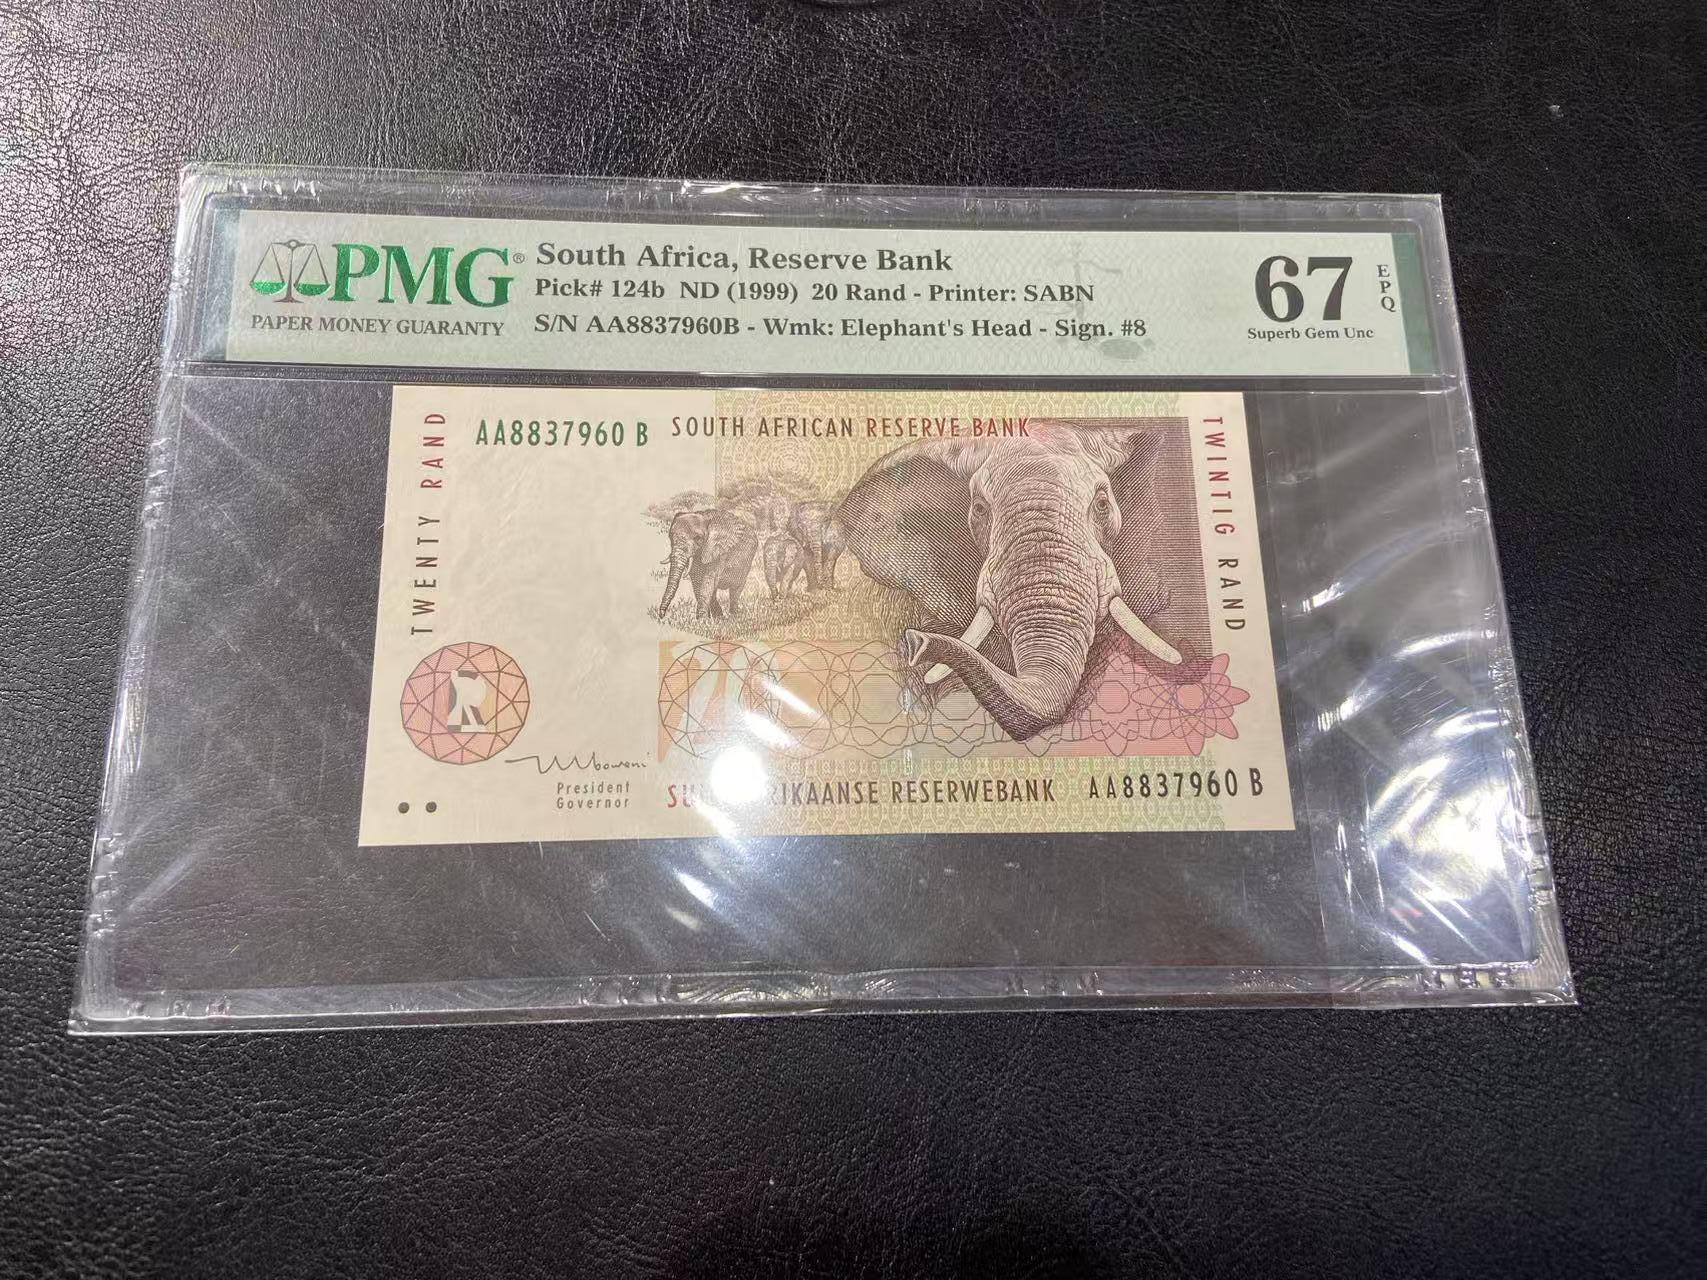 PMG®
PAPER MONEY GUARANTY
South Africa, Reserve Bank
Pick# 124b ND (1999) 20 Rand - Printer: SABN
S/N AA8837960B - Wmk: Elephant's Head - Sign. #8
67
EPQ
Superb Gem Unc
TWENTY RAND
AA8837960 B
SOUTH AFRICAN RESERVE BANK
TWINTIG RAND
R
President
Governor
RESERWEBANK
AA8837960 B